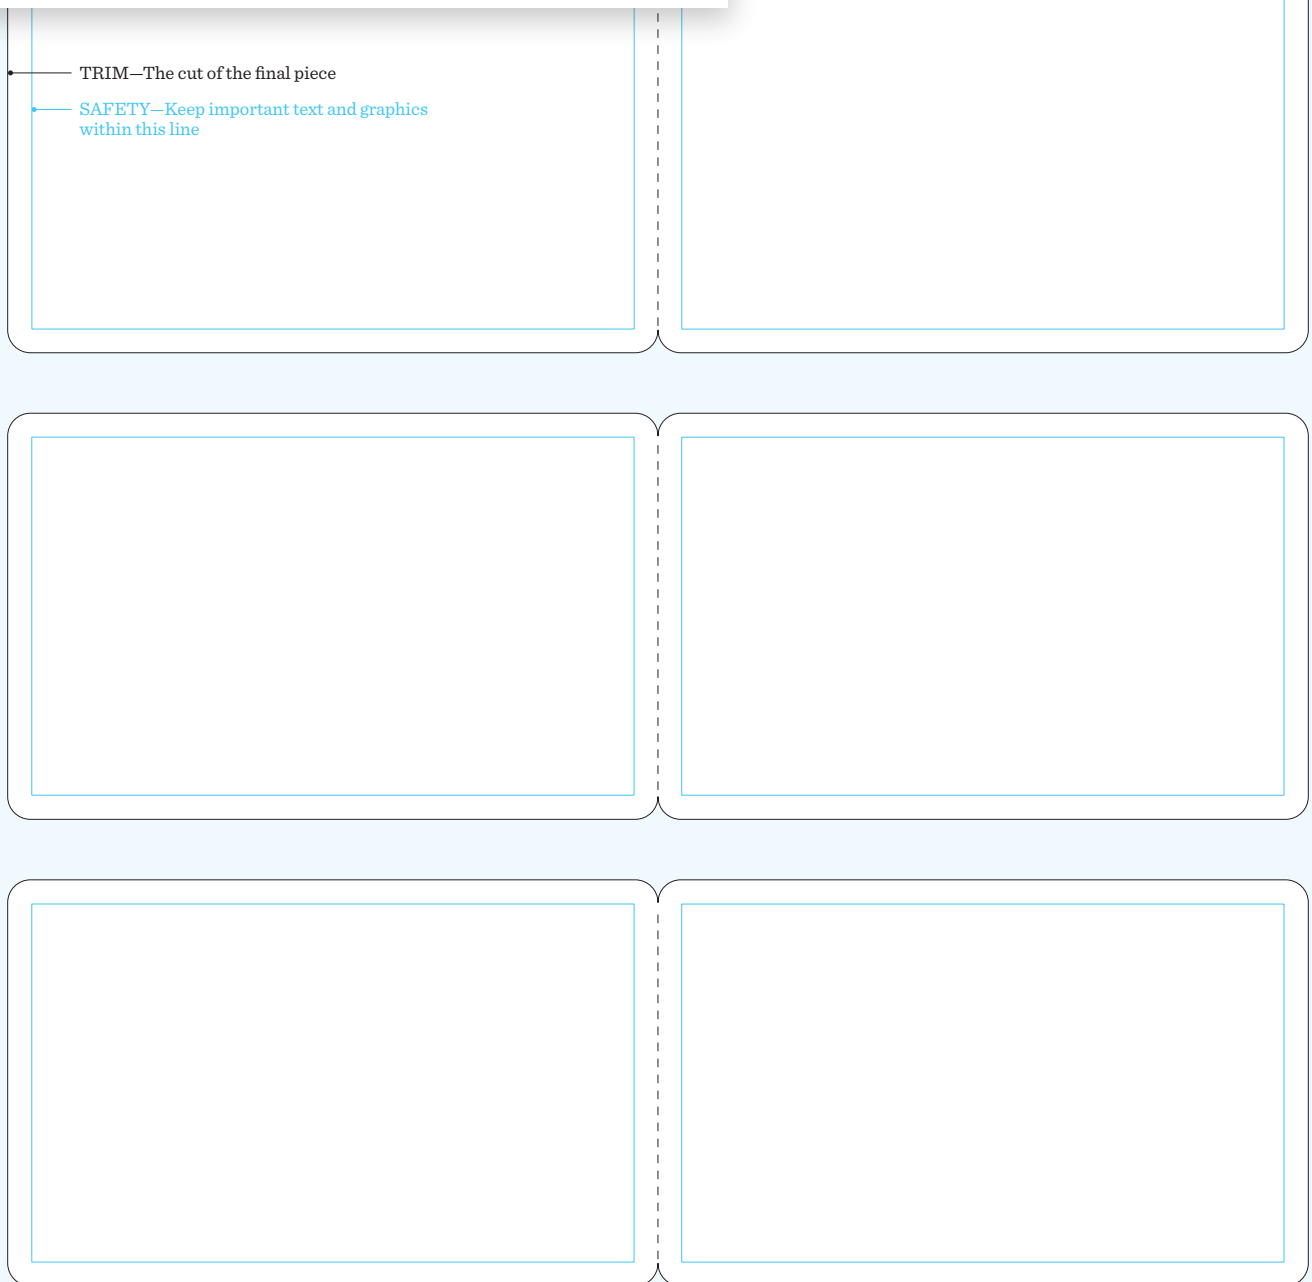 TRIM—The cut of the final piece
SAFETY—Keep important text and graphics
within this line